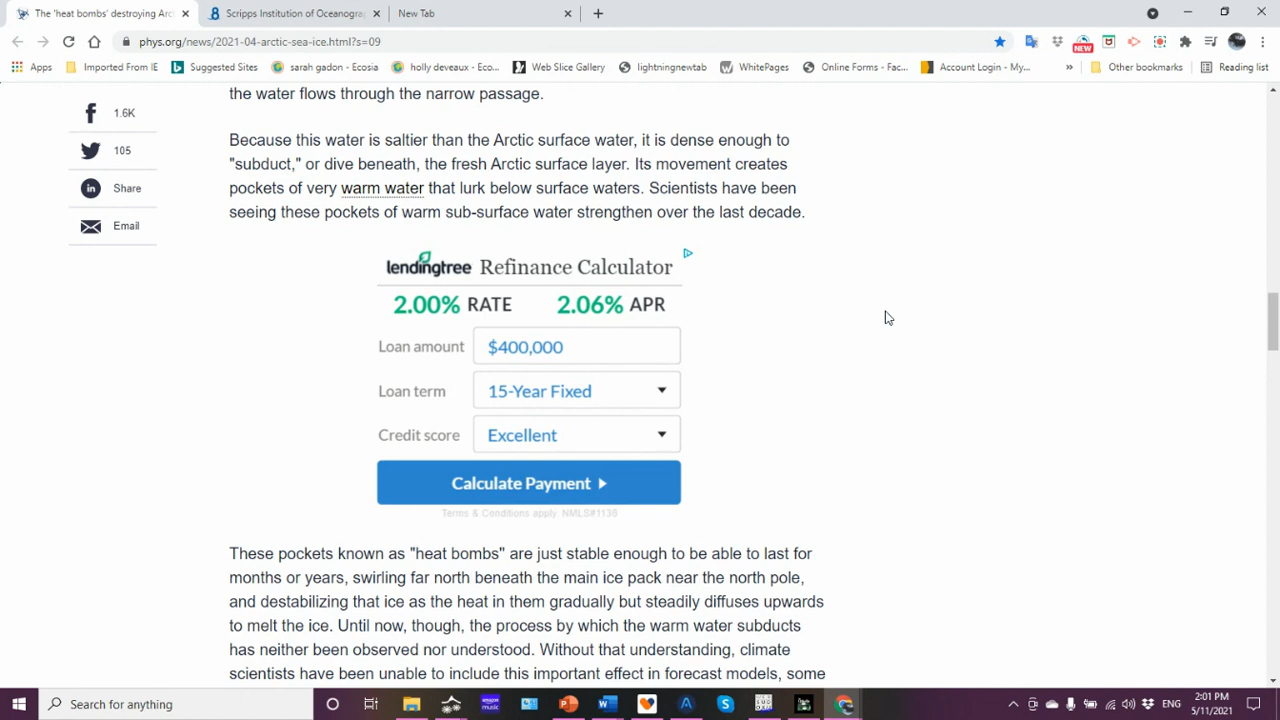 The 'heat bombs' destroying Arc
Scripps Institution of Oceanogra
New Tab
phys.org/news/2021-04-arctic-sea-ice.html?s=09
NEW
Apps
Imported From IE
Suggested Sites
sarah gadon - Ecosia
holly deveaux - Eco...
Web Slice Gallery
lightningnewtab
WhitePages
Online Forms - Fac...
Account Login - My...
»
Other bookmarks
Reading list
the water flows through the narrow passage.
1.6K
105
Share
Email
Because this water is saltier than the Arctic surface water, it is dense enough to
"subduct," or dive beneath, the fresh Arctic surface layer. Its movement creates
pockets of very warm water that lurk below surface waters. Scientists have been
seeing these pockets of warm sub-surface water strengthen over the last decade.
lendingtree Refinance Calculator
2.00% RATE 2.06% APR
Loan amount $400,000
Loan term 15-Year Fixed
Credit score Excellent
Calculate Payment
Terms & Conditions apply. NMLS#1136
These pockets known as "heat bombs" are just stable enough to be able to last for
months or years, swirling far north beneath the main ice pack near the north pole,
and destabilizing that ice as the heat in them gradually but steadily diffuses upwards
to melt the ice. Until now, though, the process by which the warm water subducts
has neither been observed nor understood. Without that understanding, climate
scientists have been unable to include this important effect in forecast models, some
Search for anything
amazon music
ENG
2:01 PM
5/11/2021